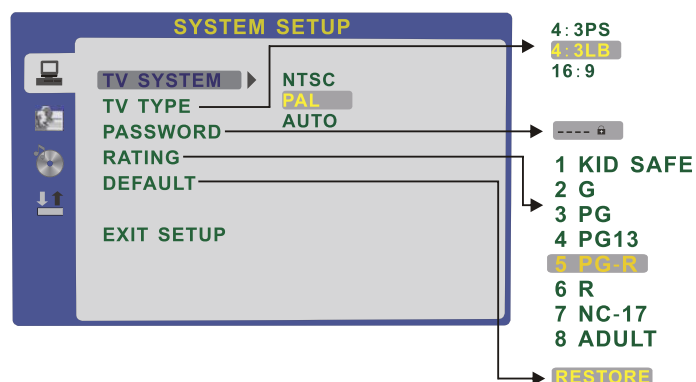 SYSTEM SETUP
TV SYSTEM
TV TYPE
PASSWORD
RATING
DEFAULT
EXIT SETUP
NTSC
PAL
AUTO
4:3PS
4:3LB
16:9
----
1 KID SAFE
2 G
3 PG
4 PG13
5 PG-R
6 R
7 NC-17
8 ADULT
RESTORE